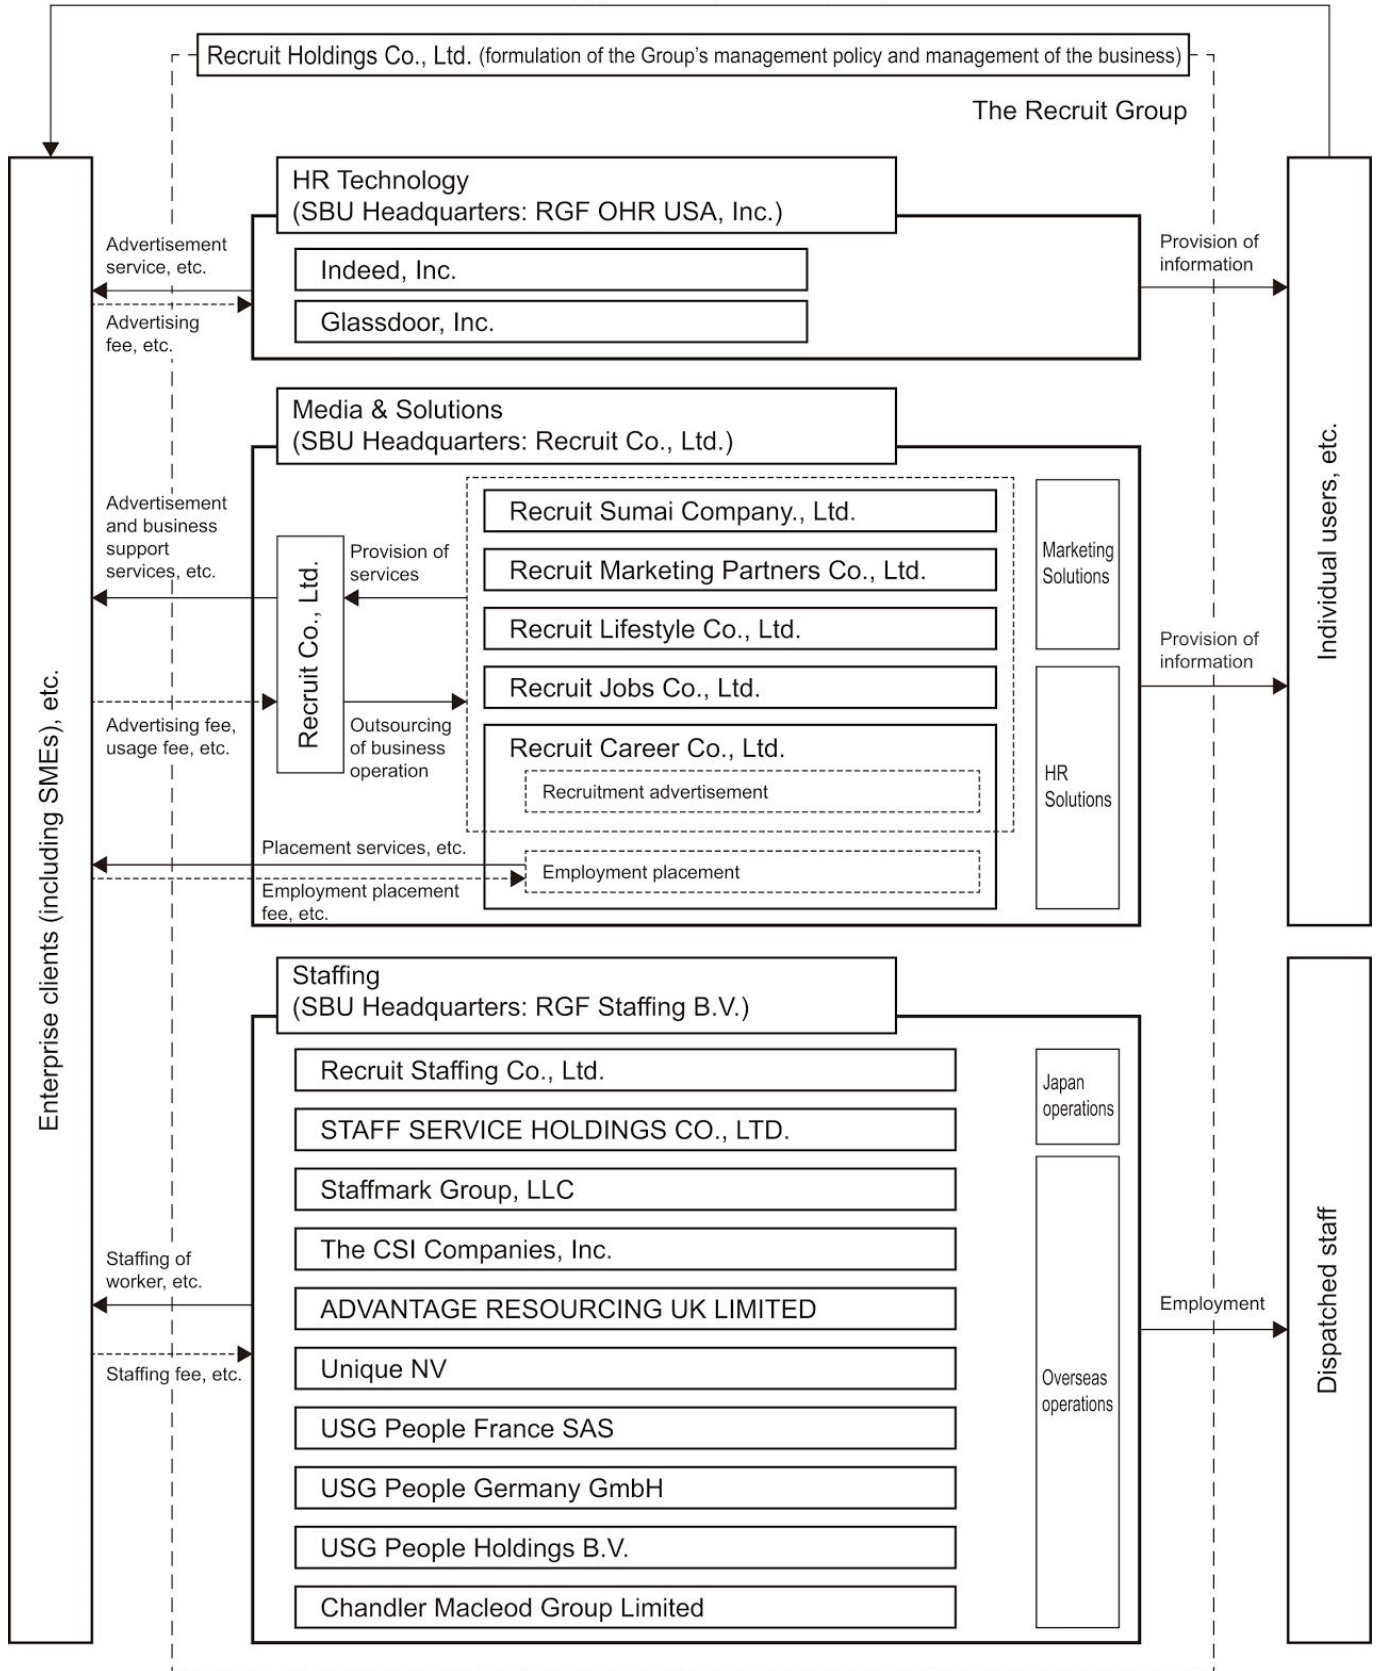 Recruit Holdings Co., Ltd. (formulation of the Group's management policy and management of the business)
The Recruit Group
Enterprise clients (including SMEs), etc.
HR Technology
(SBU Headquarters: RGF OHR USA, Inc.)
Advertisement
service, etc.
Advertising
fee, etc.
Indeed, Inc.
Glassdoor, Inc.
Provision of
information
Individual users, etc.
Media & Solutions
(SBU Headquarters: Recruit Co., Ltd.)
Advertisement
and business
support
services, etc.
Advertising fee,
usage fee, etc.
Recruit Co., Ltd.
Provision of
services
Outsourcing
of business
operation
Recruit Sumai Company., Ltd.
Recruit Marketing Partners Co., Ltd.
Recruit Lifestyle Co., Ltd.
Recruit Jobs Co., Ltd.
Recruit Career Co., Ltd.
Recruitment advertisement
Employment placement
Placement services, etc.
Employment placement
fee, etc.
Marketing
Solutions
HR
Solutions
Provision of
information
Staffing
(SBU Headquarters: RGF Staffing B.V.)
Staffing of
worker, etc.
Staffing fee, etc.
Recruit Staffing Co., Ltd.
STAFF SERVICE HOLDINGS CO., LTD.
Staffmark Group, LLC
The CSI Companies, Inc.
ADVANTAGE RESOURCING UK LIMITED
Unique NV
USG People France SAS
USG People Germany GmbH
USG People Holdings B.V.
Chandler Macleod Group Limited
Japan
operations
Overseas
operations
Employment
Dispatched staff